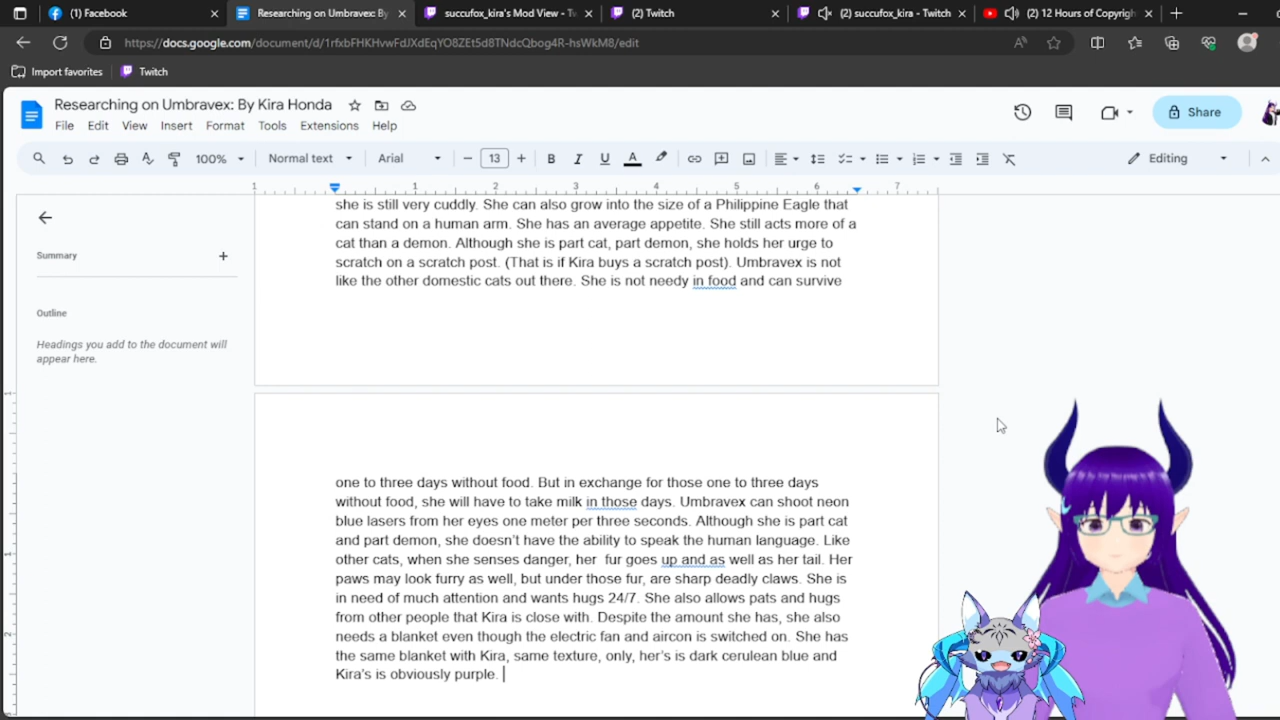 (1) Facebook
Researching on Umbravex: By
succufox_kira's Mod View - Tw
(2) Twitch
(2) succufox_kira - Twitch
(2) 12 Hours of Copyrigh
https://docs.google.com/document/d/1rfxbFHKHvwFdJXdEqYO8ZEt5d8TNdcQbog4R-hsWkM8/edit
Import favorites
Twitch
Researching on Umbravex: By Kira Honda
File Edit View Insert Format Tools Extensions Help
Share
100% Normal text Arial 13 B I U A Editing
1 1 2 3 4 5 6 7
Summary
Outline
Headings you add to the document will
appear here.
she is still very cuddly. She can also grow into the size of a Philippine Eagle that
can stand on a human arm. She has an average appetite. She still acts more of a
cat than a demon. Although she is part cat, part demon, she holds her urge to
scratch on a scratch post. (That is if Kira buys a scratch post). Umbravex is not
like the other domestic cats out there. She is not needy in food and can survive
one to three days without food. But in exchange for those one to three days
without food, she will have to take milk in those days. Umbravex can shoot neon
blue lasers from her eyes one meter per three seconds. Although she is part cat
and part demon, she doesn't have the ability to speak the human language. Like
other cats, when she senses danger, her  fur goes up and as well as her tail. Her
paws may look furry as well, but under those fur, are sharp deadly claws. She is
in need of much attention and wants hugs 24/7. She also allows pats and hugs
from other people that Kira is close with. Despite the amount she has, she also
needs a blanket even though the electric fan and aircon is switched on. She has
the same blanket with Kira, same texture, only, her's is dark cerulean blue and
Kira's is obviously purple.